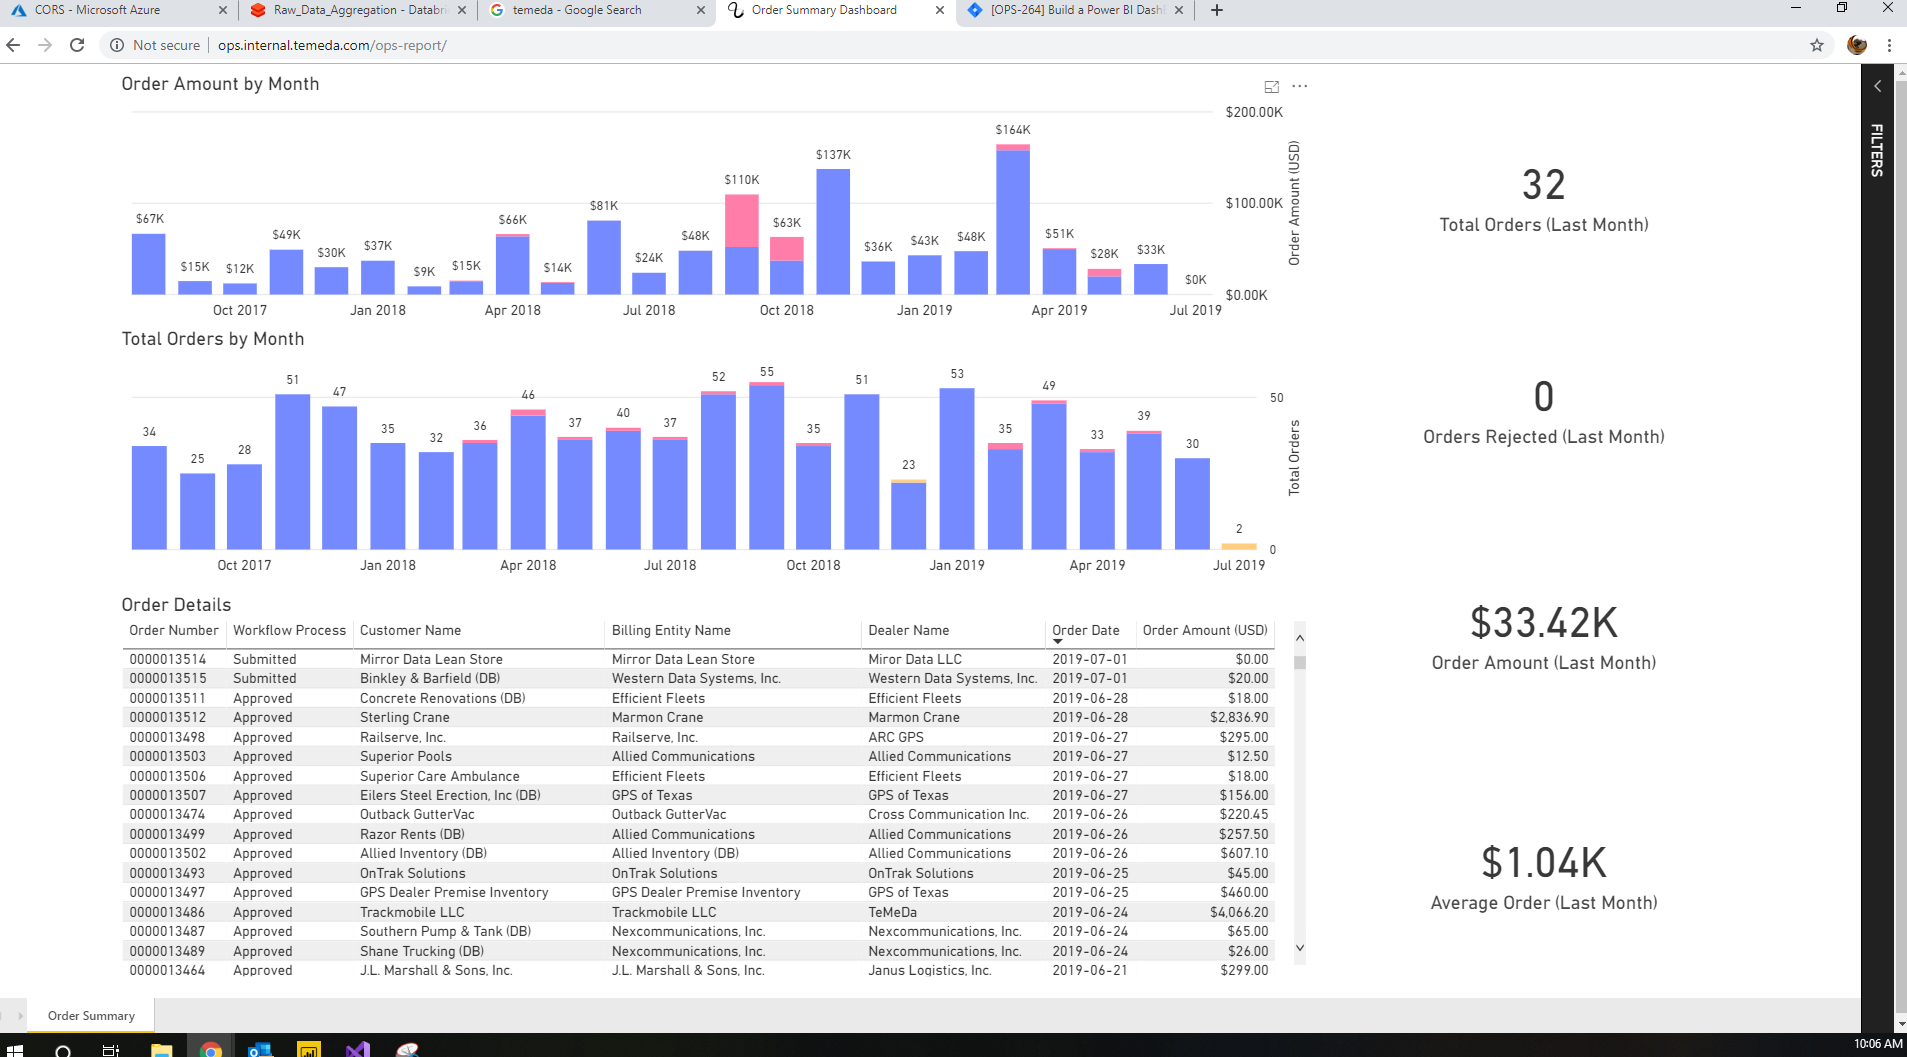 CORS - Microsoft Azure
Raw_Data_Aggregation - Databri
temeda - Google Search
Order Summary Dashboard
[OPS-264] Build a Power BI Dash
Not secure | ops.internal.temeda.com/ops-report/
Order Amount by Month
$200.00K
$100.00K
$0.00K
Order Amount (USD)
$67K $15K $12K $49K $30K $37K $9K $15K $66K $14K $81K $24K $48K $110K $63K $137K $36K $43K $48K $164K $51K $28K $33K $0K
Oct 2017 Jan 2018 Apr 2018 Jul 2018 Oct 2018 Jan 2019 Apr 2019 Jul 2019
Total Orders by Month
50
0
Total Orders
34 25 28 51 47 35 32 36 46 37 40 37 52 55 35 51 23 53 35 49 33 39 30 2
Oct 2017 Jan 2018 Apr 2018 Jul 2018 Oct 2018 Jan 2019 Apr 2019 Jul 2019
Order Details
Order Number Workflow Process Customer Name Billing Entity Name Dealer Name Order Date Order Amount (USD)
0000013514 Submitted Mirror Data Lean Store Mirror Data Lean Store Miror Data LLC 2019-07-01 $0.00
0000013515 Submitted Binkley & Barfield (DB) Western Data Systems, Inc. Western Data Systems, Inc. 2019-07-01 $20.00
0000013511 Approved Concrete Renovations (DB) Efficient Fleets Efficient Fleets 2019-06-28 $18.00
0000013512 Approved Sterling Crane Marmon Crane Marmon Crane 2019-06-28 $2,836.90
0000013498 Approved Railserve, Inc. Railserve, Inc. ARC GPS 2019-06-27 $295.00
0000013503 Approved Superior Pools Allied Communications Allied Communications 2019-06-27 $12.50
0000013506 Approved Superior Care Ambulance Efficient Fleets Efficient Fleets 2019-06-27 $18.00
0000013507 Approved Eilers Steel Erection, Inc (DB) GPS of Texas GPS of Texas 2019-06-27 $156.00
0000013474 Approved Outback GutterVac Outback GutterVac Cross Communication Inc. 2019-06-26 $220.45
0000013499 Approved Razor Rents (DB) Allied Communications Allied Communications 2019-06-26 $257.50
0000013502 Approved Allied Inventory (DB) Allied Inventory (DB) Allied Communications 2019-06-26 $607.10
0000013493 Approved OnTrak Solutions OnTrak Solutions OnTrak Solutions 2019-06-25 $45.00
0000013497 Approved GPS Dealer Premise Inventory GPS Dealer Premise Inventory GPS of Texas 2019-06-25 $460.00
0000013486 Approved Trackmobile LLC Trackmobile LLC TeMeDa 2019-06-24 $4,066.20
0000013487 Approved Southern Pump & Tank (DB) Nexcommunications, Inc. Nexcommunications, Inc. 2019-06-24 $65.00
0000013489 Approved Shane Trucking (DB) Nexcommunications, Inc. Nexcommunications, Inc. 2019-06-24 $26.00
0000013464 Approved J.L. Marshall & Sons, Inc. J.L. Marshall & Sons, Inc. Janus Logistics, Inc. 2019-06-21 $299.00
32
Total Orders (Last Month)
0
Orders Rejected (Last Month)
$33.42K
Order Amount (Last Month)
$1.04K
Average Order (Last Month)
FILTERS
Order Summary
10:06 AM